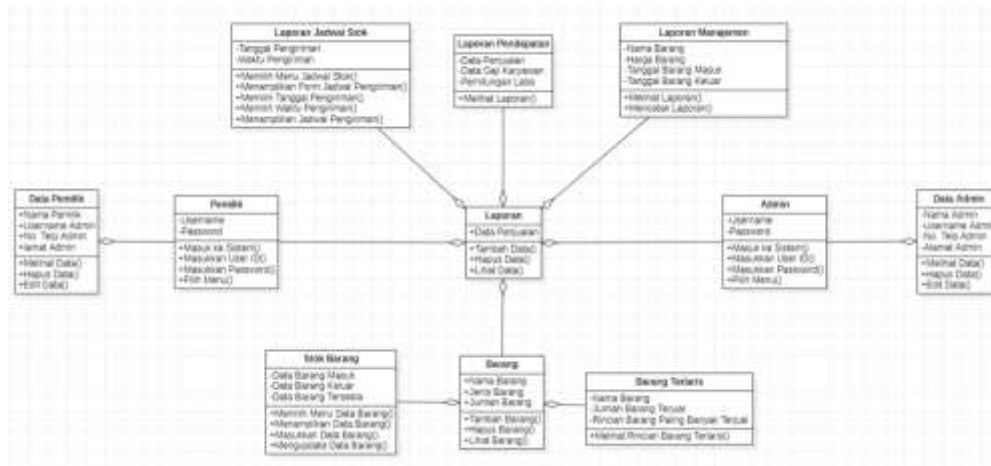 Laporan Jadwal Stok
-Tanggal Pengiriman
-Waktu Pengiriman
+Memilih Menu Jadwal Stok()
+Menampilkan Form Jadwal Pengiriman()
+Memilih Tanggal Pengiriman()
+Memilih Waktu Pengiriman()
+Menampilkan Jadwal Pengiriman()
Laporan Pendapatan
-Data Penjualan
-Data Gaji Karyawan
-Perhitungan Laba
+Melihat Laporan()
Laporan Manajemen
-Nama Barang
-Harga Barang
-Tanggal Barang Masuk
-Tanggal Barang Keluar
+Melihat Laporan()
+Mencetak Laporan()
Data Pemilik
+Nama Pemilik
+Username Admin
+No. Telp Admin
+lamat Admin
+Melihat Data()
+Hapus Data()
+Edit Data()
Pemilik
-Username
-Password
+Masuk ke Sistem()
+Masukkan User ID()
+Masukkan Password()
+Pilih Menu()
Laporan
+Data Penjualan
+Tambah Data()
+Hapus Data()
+Lihat Data()
Admin
-Username
-Password
+Masuk ke Sistem()
+Masukkan User ID()
+Masukkan Password()
+Pilih Menu()
Data Admin
-Nama Admin
-Username Admin
-No. Telp Admin
-Alamat Admin
+Melihat Data()
+Hapus Data()
+Edit Data()
Stok Barang
-Data Barang Masuk
-Data Barang Keluar
-Data Barang Tersedia
+Memilih Menu Data Barang()
+Menampilkan Data Barang()
+Masukkan Data Barang()
+Mengupdate Data Barang()
Barang
+Nama Barang
+Jenis Barang
+Jumlah Barang
+Tambah Barang()
+Hapus Barang()
+Lihat Barang()
Barang Terlaris
-Nama Barang
-Jumlah Barang Terjual
-Rincian Barang Paling Banyak Terjual
+Melihat Rincian Barang Terlaris()